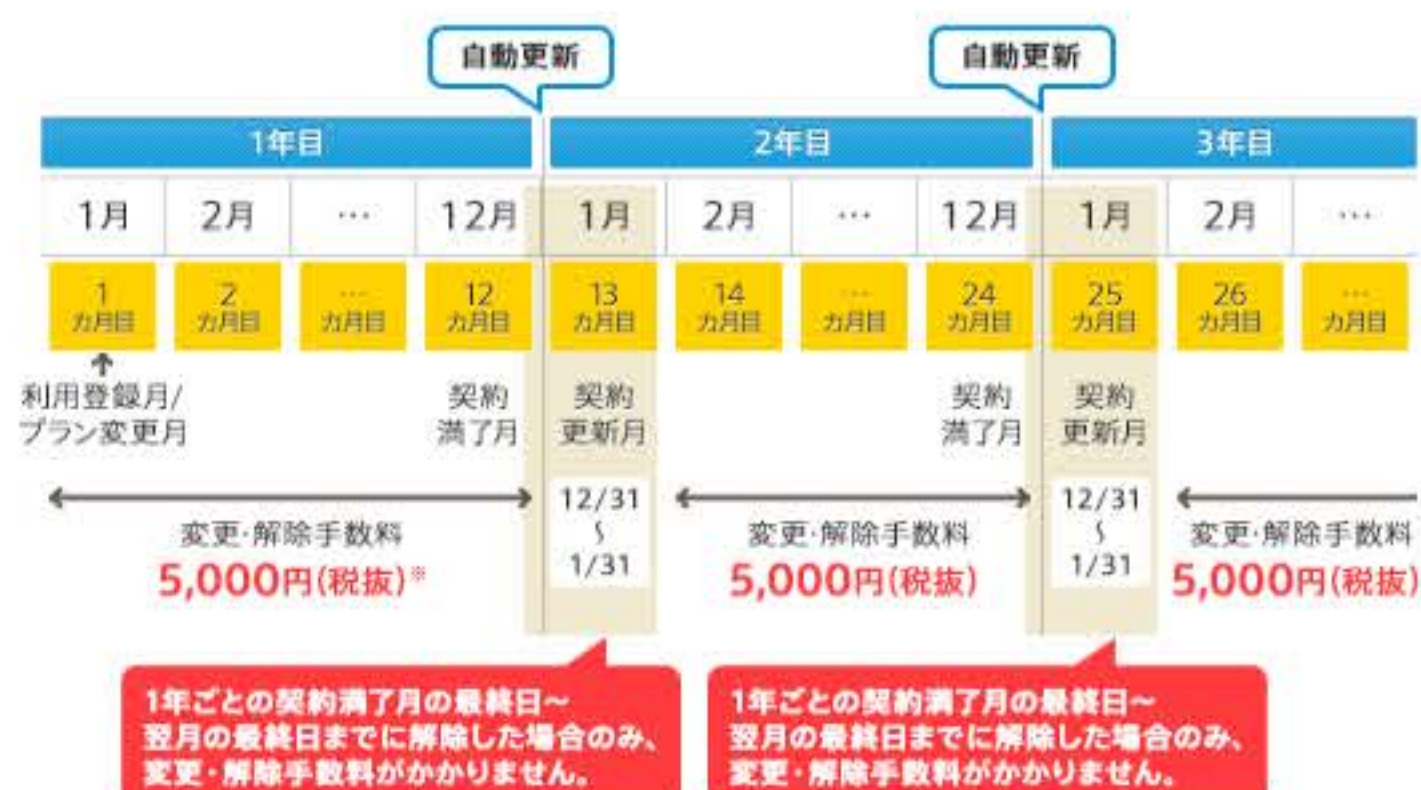 自動更新 自動更新
1年目 2年目 3年目
1月 2月 … 12月 1月 2月 … 12月 1月 2月 …
1 2 … 12 13 14 … 24 25 26 …
カ月目 カ月目 カ月目 カ月目 カ月目 カ月目 カ月目 カ月目 カ月目 カ月目 カ月目
↑
利用登録月/ 契約 契約 契約 契約
プラン変更月 満了月 更新月 満了月 更新月
12/31 12/31
変更・解除手数料 〜 変更・解除手数料 〜 変更・解除手数料
5,000円(税抜)※ 1/31 5,000円(税抜) 1/31 5,000円(税抜)
1年ごとの契約満了月の最終日〜
翌月の最終日までに解除した場合のみ、
変更・解除手数料がかかりません。
1年ごとの契約満了月の最終日〜
翌月の最終日までに解除した場合のみ、
変更・解除手数料がかかりません。